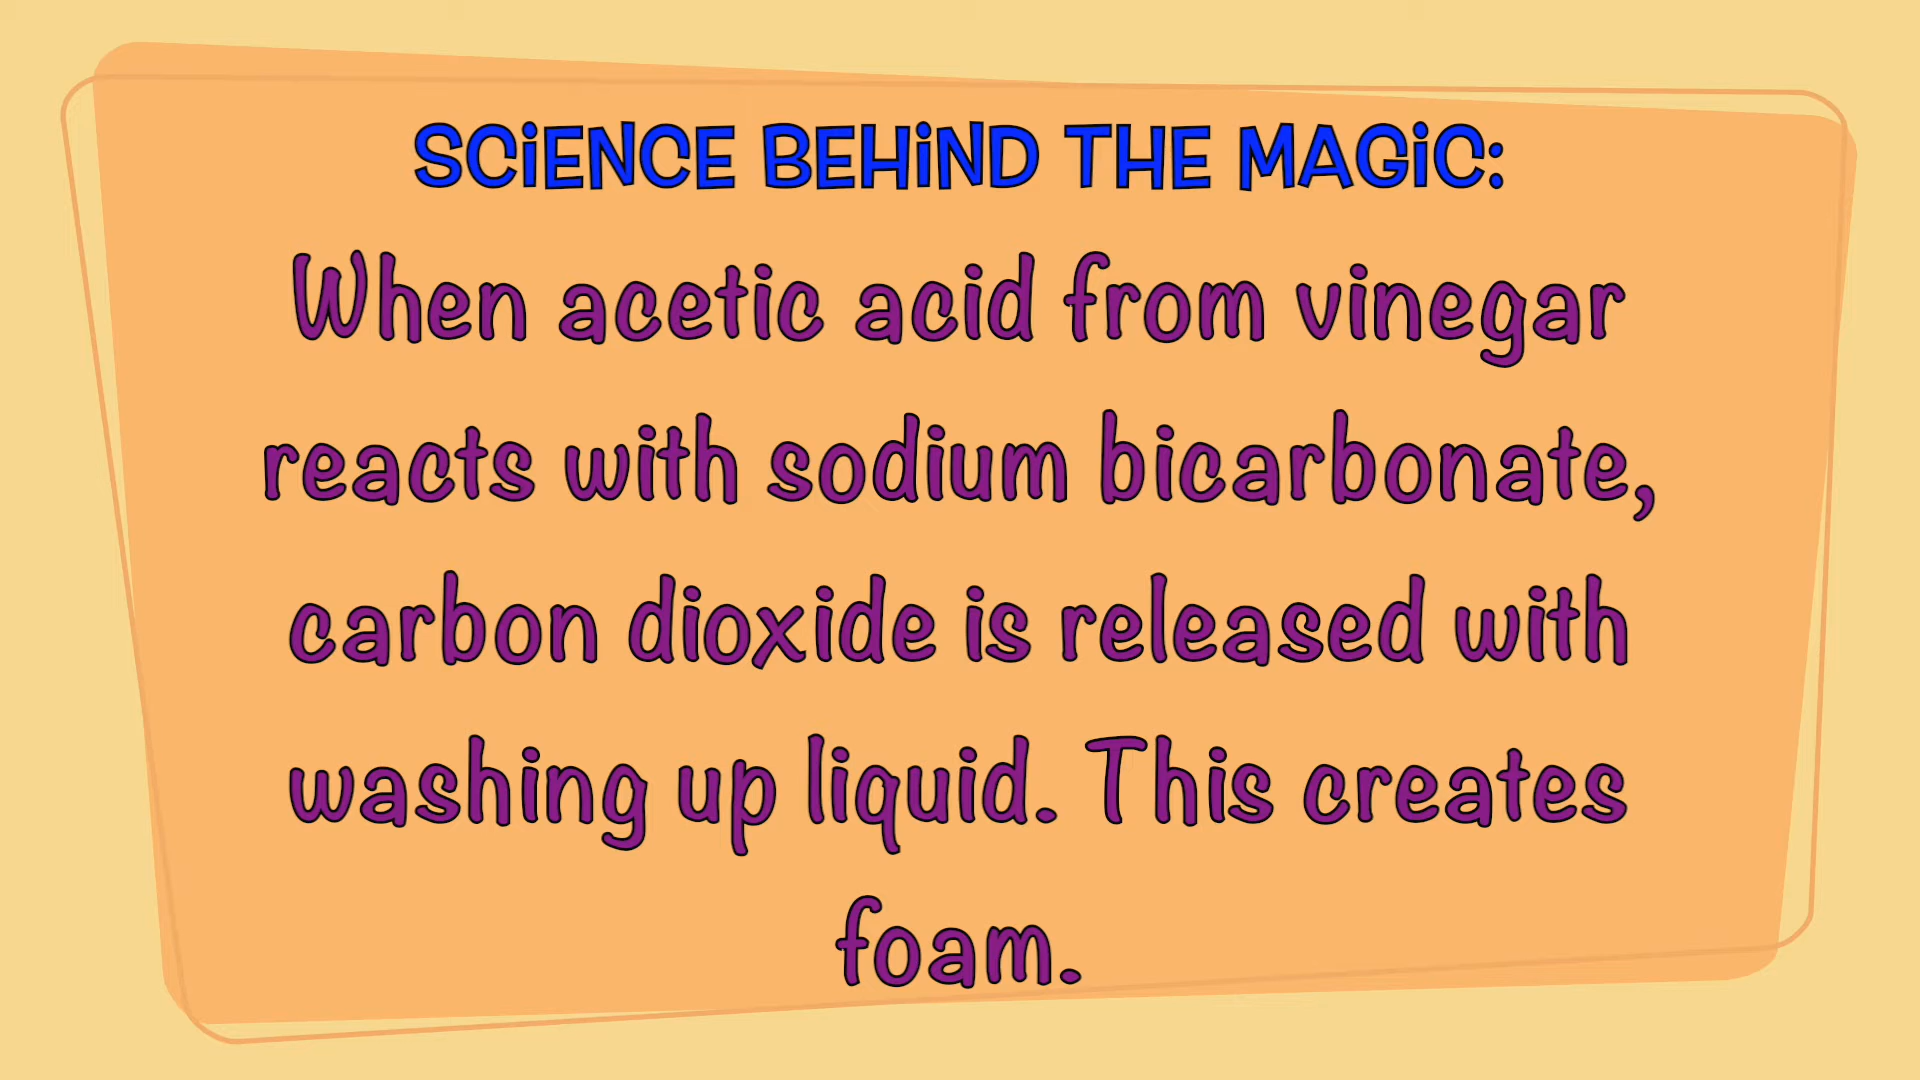 SCiENCE BEHiND THE MAGiC:
When acetic acid from vinegar
reacts with sodium bicarbonate,
carbon dioxide is released with
washing up liquid. This creates
foam.